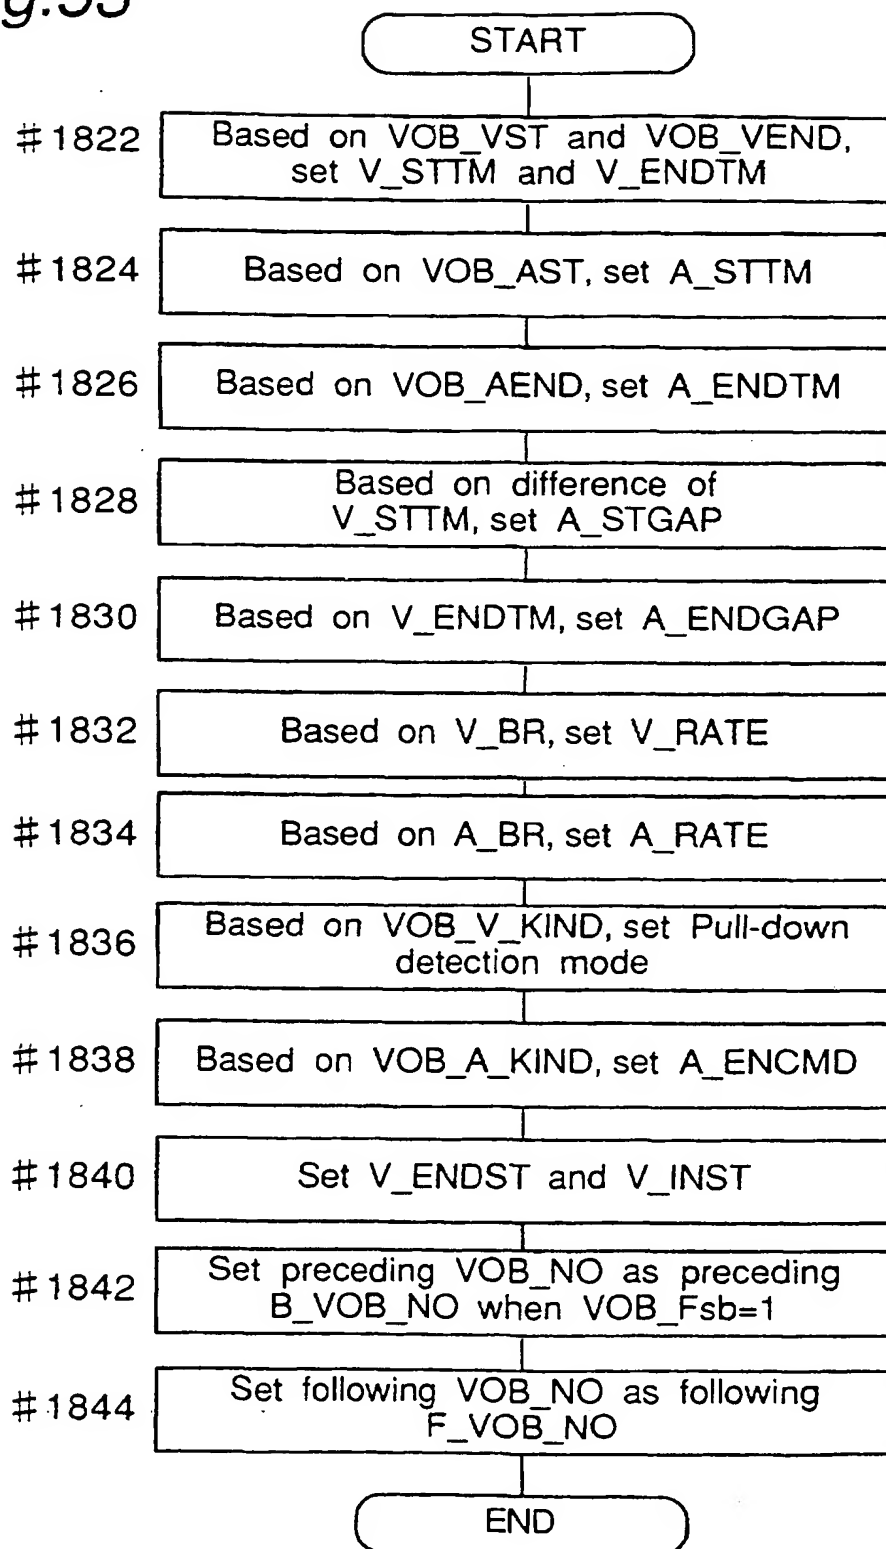 g.53
START
#1822
Based on VOB_VST and VOB_VEND,
set V_STTM and V_ENDTM
#1824
Based on VOB_AST, set A_STTM
#1826
Based on VOB_AEND, set A_ENDTM
#1828
Based on difference of
V_STTM, set A_STGAP
#1830
Based on V_ENDTM, set A_ENDGAP
#1832
Based on V_BR, set V_RATE
#1834
Based on A_BR, set A_RATE
#1836
Based on VOB_V_KIND, set Pull-down
detection mode
#1838
Based on VOB_A_KIND, set A_ENCMD
#1840
Set V_ENDST and V_INST
#1842
Set preceding VOB_NO as preceding
B_VOB_NO when VOB_Fsb=1
#1844
Set following VOB_NO as following
F_VOB_NO
END